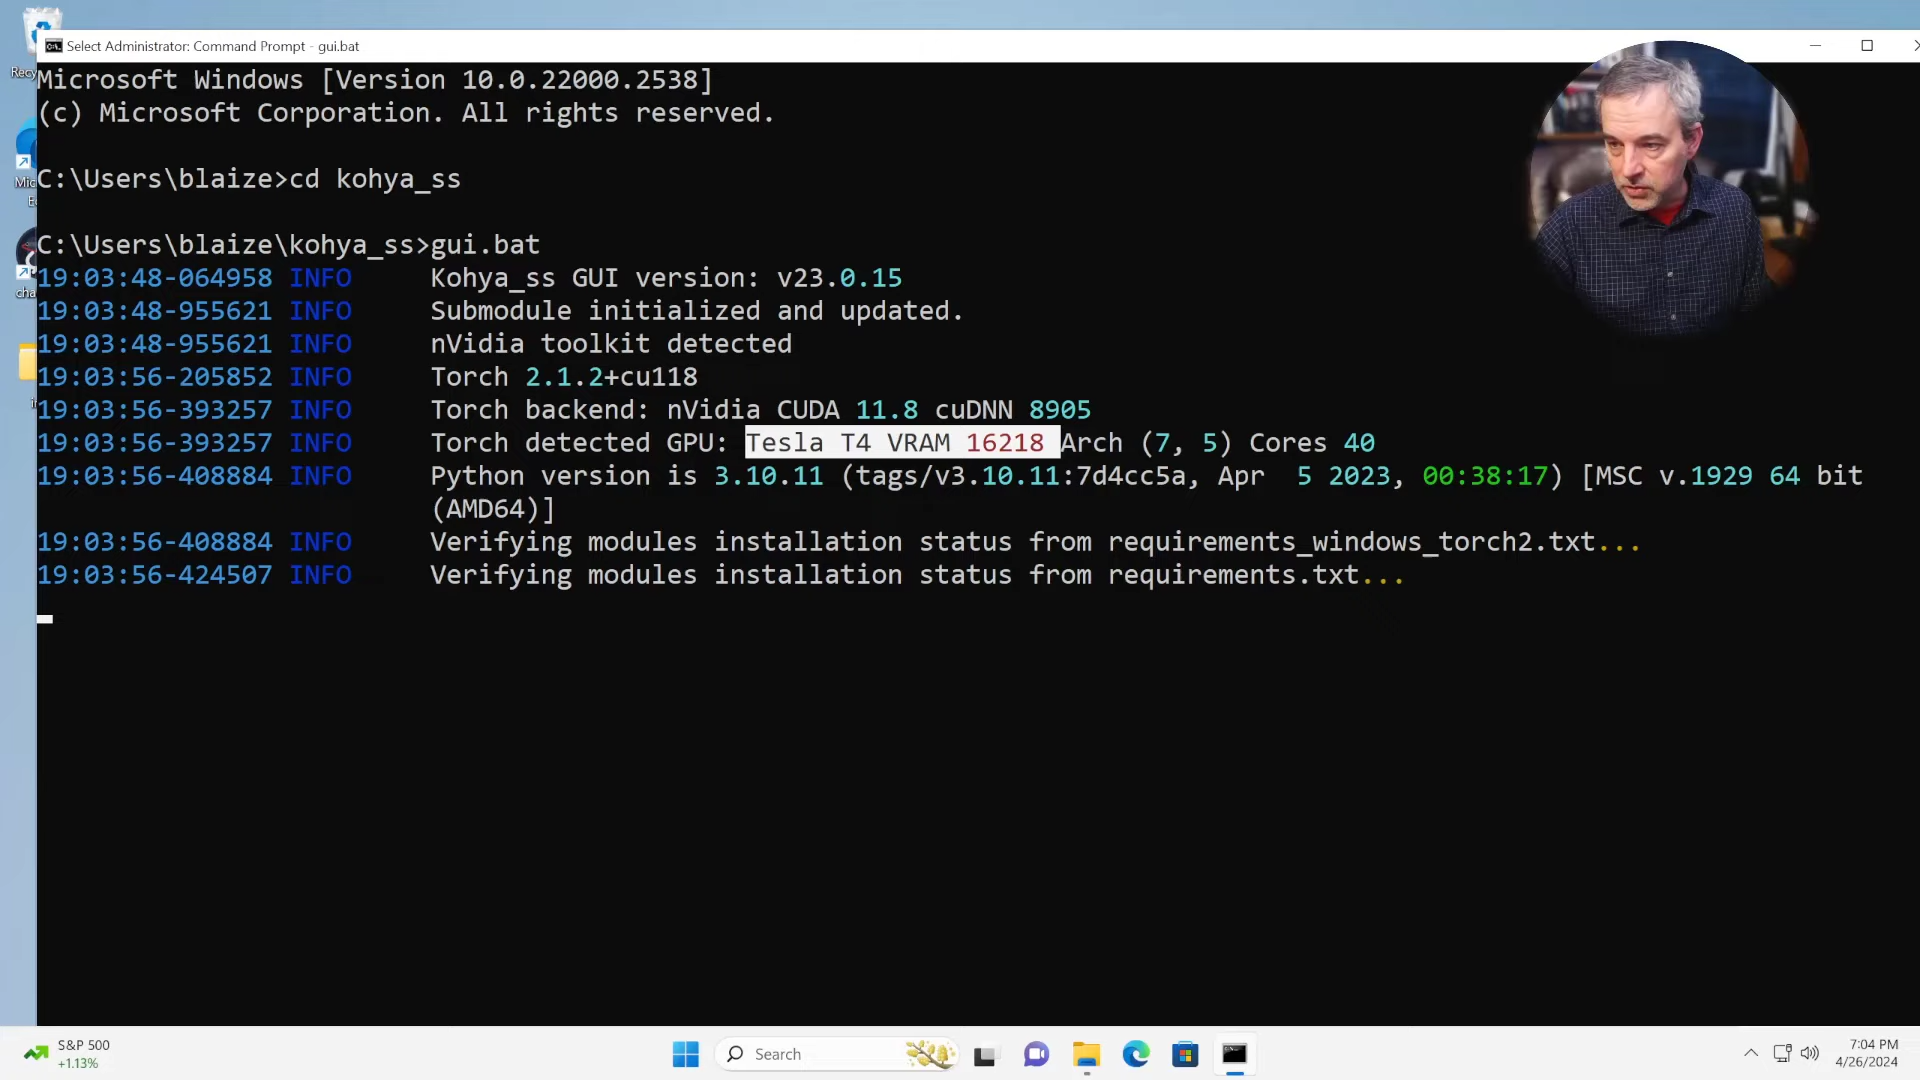 Select Administrator: Command Prompt - gui.bat
Microsoft Windows [Version 10.0.22000.2538]
(c) Microsoft Corporation. All rights reserved.
C:\Users\blaize>cd kohya_ss
C:\Users\blaize\kohya_ss>gui.bat
19:03:48-064958 INFO Kohya_ss GUI version: v23.0.15
19:03:48-955621 INFO Submodule initialized and updated.
19:03:48-955621 INFO nVidia toolkit detected
19:03:56-205852 INFO Torch 2.1.2+cu118
19:03:56-393257 INFO Torch backend: nVidia CUDA 11.8 cuDNN 8905
19:03:56-393257 INFO Torch detected GPU: Tesla T4 VRAM 16218 Arch (7, 5) Cores 40
19:03:56-408884 INFO Python version is 3.10.11 (tags/v3.10.11:7d4cc5a, Apr 5 2023, 00:38:17) [MSC v.1929 64 bit
(AMD64)]
19:03:56-408884 INFO Verifying modules installation status from requirements_windows_torch2.txt...
19:03:56-424507 INFO Verifying modules installation status from requirements.txt...
Recy
Mic
E
cha
S&P 500
+1.13%
Search
7:04 PM
4/26/2024